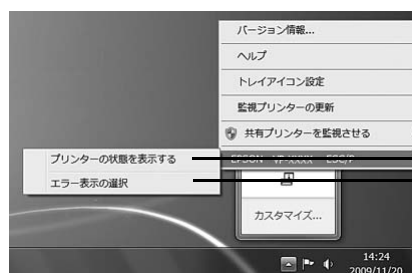 バージョン情報...
ヘルプ
トレイアイコン設定
監視プリンターの更新
共有プリンターを監視させる
プリンターの状態を表示する
EPSON VP-XXXX ESC/P
エラー表示の選択
カスタマイズ...
14:24
2009/11/20